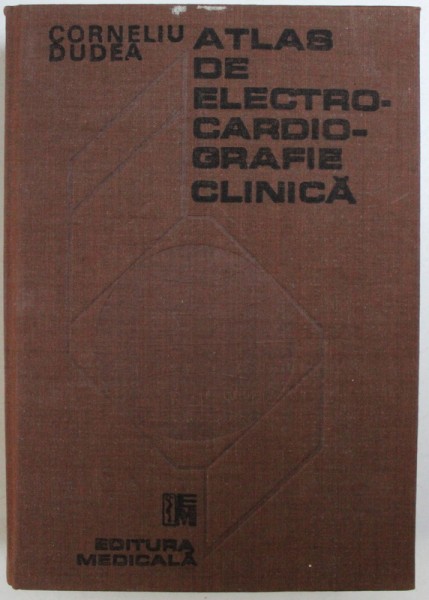 CORNELIU
DUDEA
ATLAS
DE
ELECTRO-
CARDIO-
GRAFIE
CLINICĂ
EM
EDITURA
MEDICALĂ